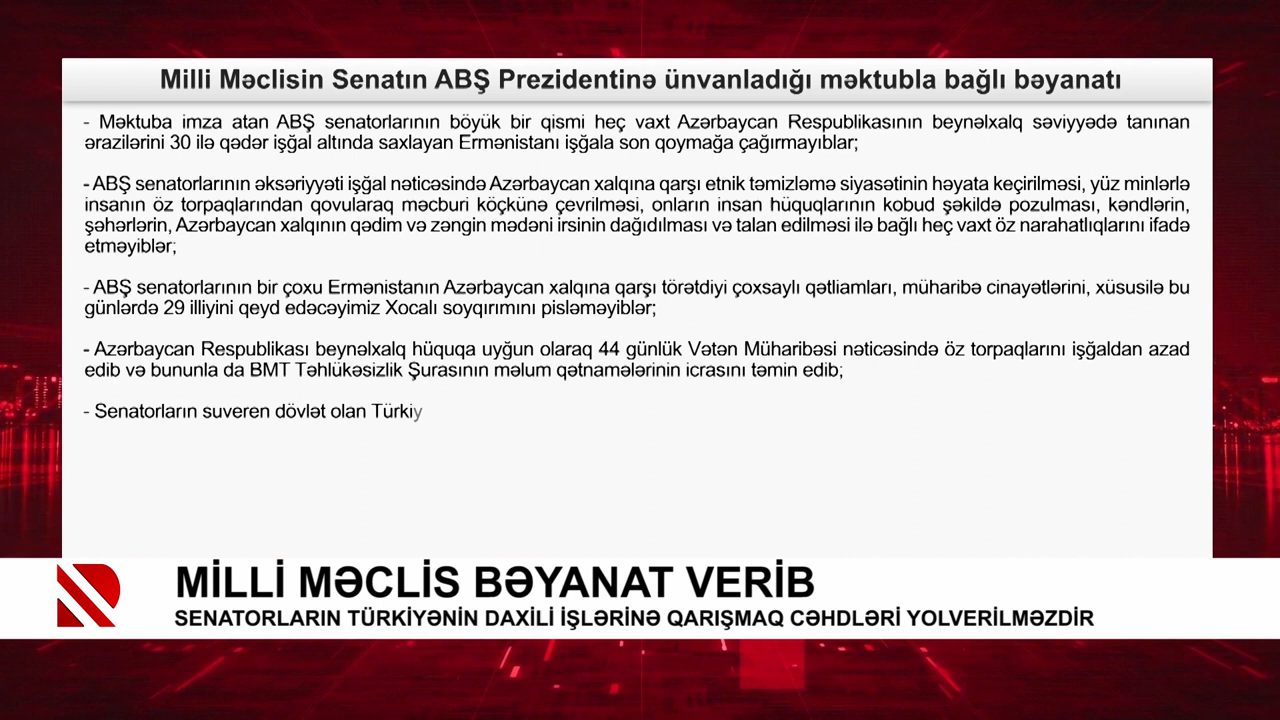 Milli Məclisin Senatın ABŞ Prezidentinə ünvanladığı məktubla bağlı bəyanatı
- Məktuba imza atan ABŞ senatorlarının böyük bir qismi heç vaxt Azərbaycan Respublikasının beynəlxalq səviyyədə tanınan
ərazilərini 30 ilə qədər işğal altında saxlayan Ermənistanı işğala son qoymağa çağırmayıblar;
- ABŞ senatorlarının əksəriyyəti işğal nəticəsində Azərbaycan xalqına qarşı etnik təmizləmə siyasətinin həyata keçirilməsi, yüz minlərlə
insanın öz torpaqlarından qovularaq məcburi köçkünə çevrilməsi, onların insan hüquqlarının kobud şəkildə pozulması, kəndlərin,
şəhərlərin, Azərbaycan xalqının qədim və zəngin mədəni irsinin dağıdılması və talan edilməsi ilə bağlı heç vaxt öz narahatlıqlarını ifadə
etməyiblər;
- ABŞ senatorlarının bir çoxu Ermənistanın Azərbaycan xalqına qarşı törətdiyi çoxsaylı qətliamları, müharibə cinayətlərini, xüsusilə bu
günlərdə 29 illiyini qeyd edəcəyimiz Xocalı soyqırımını pisləməyiblər;
- Azərbaycan Respublikası beynəlxalq hüquqa uyğun olaraq 44 günlük Vətən Müharibəsi nəticəsində öz torpaqlarını işğaldan azad
edib və bununla da BMT Təhlükəsizlik Şurasının məlum qətnamələrinin icrasını təmin edib;
- Senatorların suveren dövlət olan Türkiy
MİLLİ MƏCLİS BƏYANAT VERİB
SENATORLARIN TÜRKİYƏNİN DAXİLİ İŞLƏRİNƏ QARIŞMAQ CƏHDLƏRİ YOLVERİLMƏZDİR